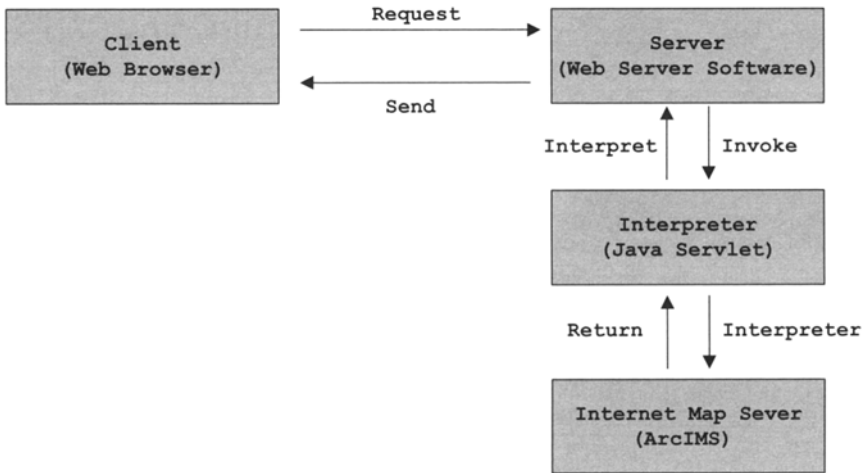 Request
Client
(Web Browser)
Server
(Web Server Software)
Send
Interpret
Invoke
Interpreter
(Java Servlet)
Return
Interpreter
Internet Map Sever
(ArcIMS)